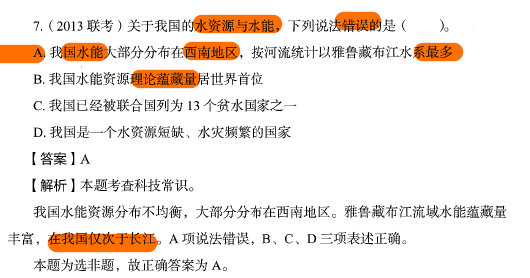 7.（2013 联考）关于我国的水资源与水能，下列说法错误的是（　　）。
A. 我国水能大部分分布在西南地区，按河流统计以雅鲁藏布江水系最多
B. 我国水能资源理论蕴藏量居世界首位
C. 我国已经被联合国列为 13 个贫水国家之一
D. 我国是一个水资源短缺、水灾频繁的国家
【答案】A
【解析】本题考查科技常识。
我国水能资源分布不均衡，大部分分布在西南地区。雅鲁藏布江流域水能蕴藏量
丰富，在我国仅次于长江。A 项说法错误，B、C、D 三项表述正确。
本题为选非题，故正确答案为 A。